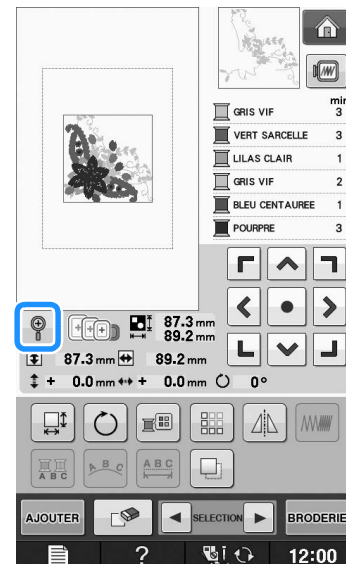 min
GRIS VIF 3
VERT SARCELLE 3
LILAS CLAIR 1
GRIS VIF 2
BLEU CENTAUREE 1
POURPRE 3
87.3 mm
89.2 mm
87.3 mm 89.2 mm
+ 0.0 mm + 0.0 mm 0°
A B C A B C A B C
AJOUTER SELECTION BRODERIE
? 12:00